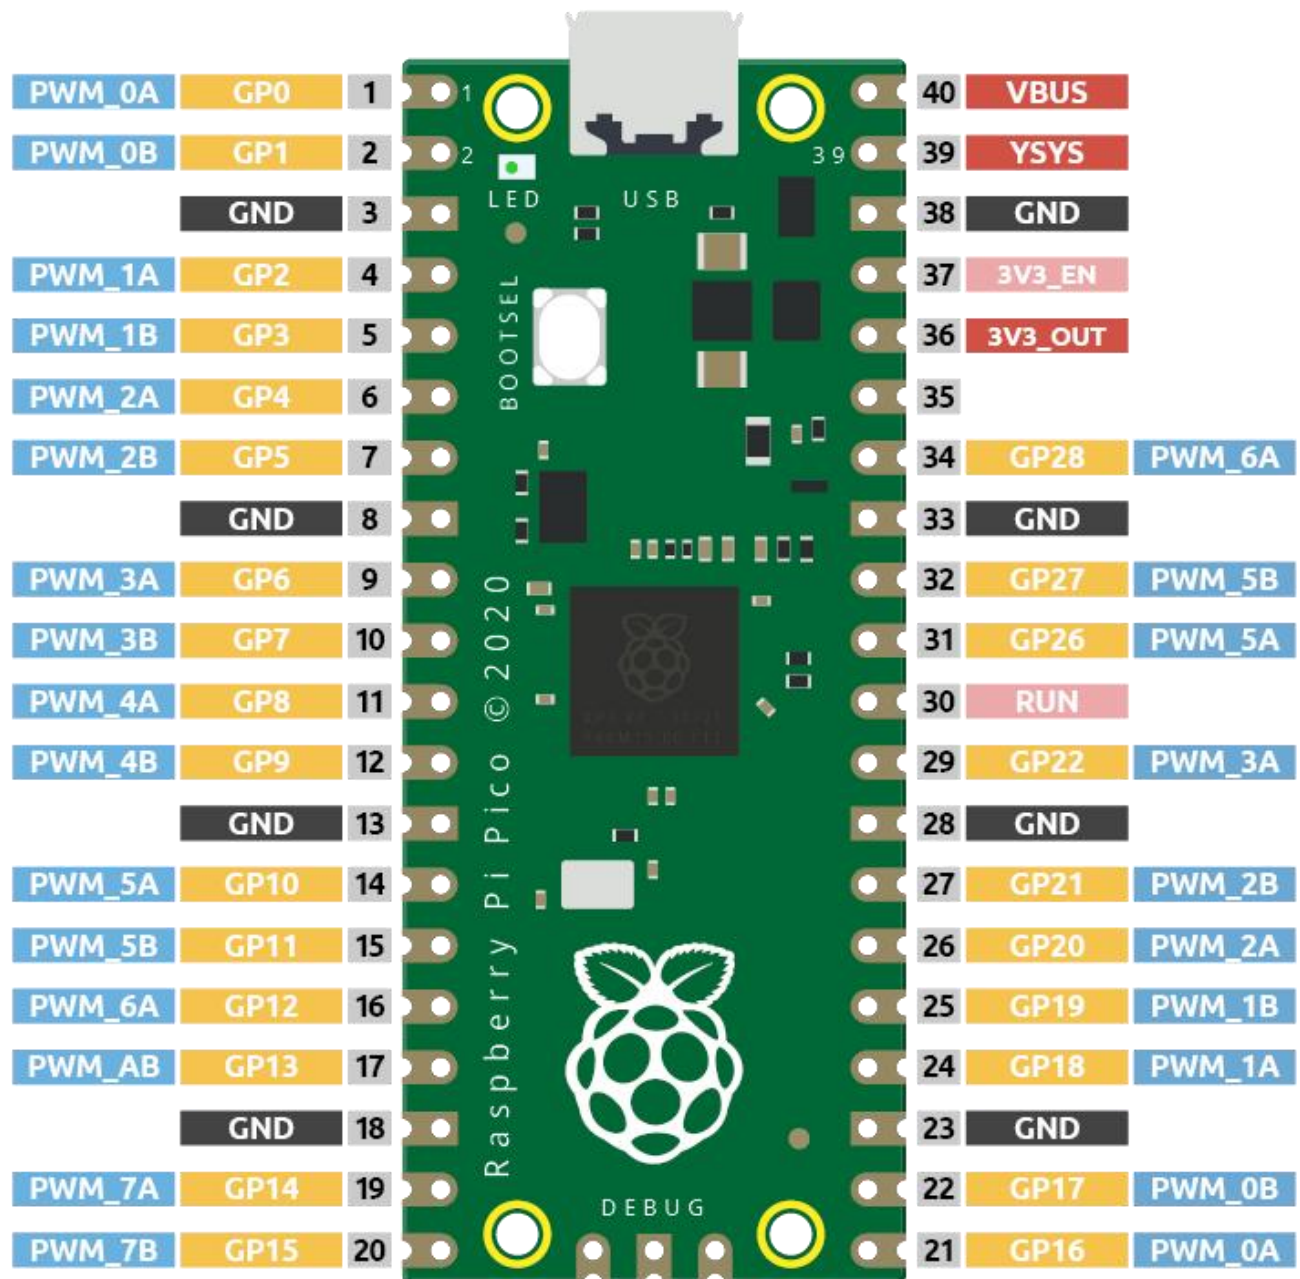 PWM_0A GP0 1 1 40 VBUS
PWM_0B GP1 2 2 39 39 YSYS
LED USB
GND 3 38 GND
PWM_1A GP2 4 37 3V3_EN
BOOTSEL
PWM_1B GP3 5 36 3V3_OUT
PWM_2A GP4 6 35
PWM_2B GP5 7 34 GP28 PWM_6A
GND 8 33 GND
PWM_3A GP6 9 32 GP27 PWM_5B
PWM_3B GP7 10 31 GP26 PWM_5A
PWM_4A GP8 11 30 RUN
PWM_4B GP9 12 29 GP22 PWM_3A
GND 13 28 GND
Raspberry Pi Pico ©2020
PWM_5A GP10 14 27 GP21 PWM_2B
PWM_5B GP11 15 26 GP20 PWM_2A
PWM_6A GP12 16 25 GP19 PWM_1B
PWM_AB GP13 17 24 GP18 PWM_1A
GND 18 23 GND
PWM_7A GP14 19 22 GP17 PWM_0B
DEBUG
PWM_7B GP15 20 21 GP16 PWM_0A